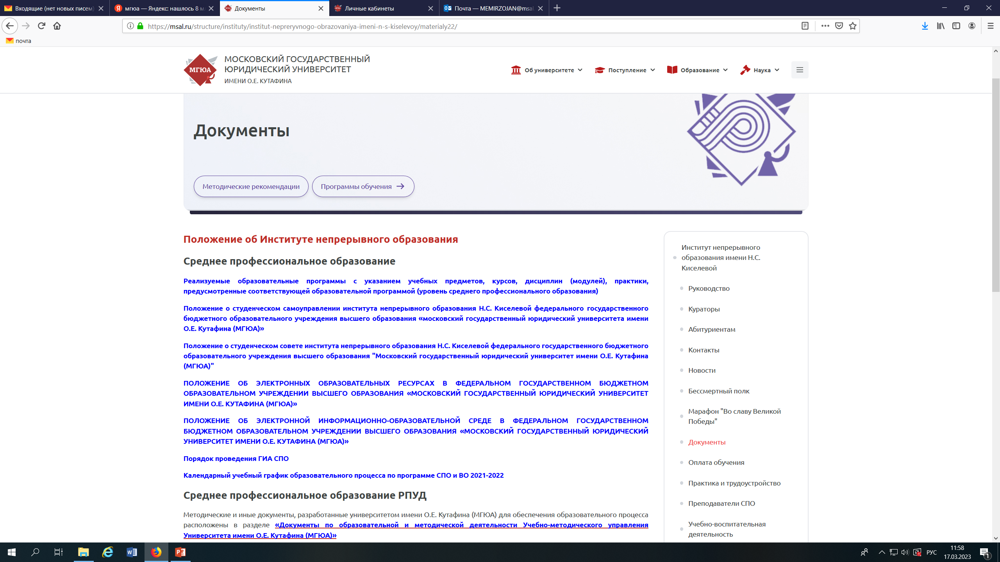 Входящие (нет новых писем)
мгюа — Яндекс: нашлось 8 м
Документы
Личные кабинеты
Почта — MEMIRZOJAN@msal
https://msal.ru/structure/instituty/institut-nepreryvnogo-obrazovaniya-imeni-n-s-kiselevoy/materialy22/
почта
МГЮА
МОСКОВСКИЙ ГОСУДАРСТВЕННЫЙ
ЮРИДИЧЕСКИЙ УНИВЕРСИТЕТ
ИМЕНИ О.Е. КУТАФИНА
Об университете
Поступление
Образование
Наука
Документы
Методические рекомендации
Программы обучения
Положение об Институте непрерывного образования
Среднее профессиональное образование
Реализуемые образовательные программы с указанием учебных предметов, курсов, дисциплин (модулей), практики,
предусмотренные соответствующей образовательной программой (уровень среднего профессионального образования)
Положение о студенческом самоуправлении института непрерывного образования Н.С. Киселевой федерального государственного
бюджетного образовательного учреждения высшего образования «московский государственный юридический университета имени
О.Е. Кутафина (МГЮА)»
Положение о студенческом совете института непрерывного образования Н.С. Киселевой федерального государственного бюджетного
образовательного учреждения высшего образования "Московский государственный юридический университет имени О.Е. Кутафина
(МГЮА)"
ПОЛОЖЕНИЕ ОБ ЭЛЕКТРОННЫХ ОБРАЗОВАТЕЛЬНЫХ РЕСУРСАХ В ФЕДЕРАЛЬНОМ ГОСУДАРСТВЕННОМ БЮДЖЕТНОМ
ОБРАЗОВАТЕЛЬНОМ УЧРЕЖДЕНИИ ВЫСШЕГО ОБРАЗОВАНИЯ «МОСКОВСКИЙ ГОСУДАРСТВЕННЫЙ ЮРИДИЧЕСКИЙ УНИВЕРСИТЕТ
ИМЕНИ О.Е. КУТАФИНА (МГЮА)»
ПОЛОЖЕНИЕ ОБ ЭЛЕКТРОННОЙ ИНФОРМАЦИОННО-ОБРАЗОВАТЕЛЬНОЙ СРЕДЕ В ФЕДЕРАЛЬНОМ ГОСУДАРСТВЕННОМ
БЮДЖЕТНОМ ОБРАЗОВАТЕЛЬНОМ УЧРЕЖДЕНИИ ВЫСШЕГО ОБРАЗОВАНИЯ «МОСКОВСКИЙ ГОСУДАРСТВЕННЫЙ ЮРИДИЧЕСКИЙ
УНИВЕРСИТЕТ ИМЕНИ О.Е. КУТАФИНА (МГЮА)»
Порядок проведения ГИА СПО
Календарный учебный график образовательного процесса по программе СПО и ВО 2021-2022
Среднее профессиональное образование РПУД
Методические и иные документы, разработанные университетом имени О.Е. Кутафина (МГЮА) для обеспечения образовательного процесса
расположены в разделе «Документы по образовательной и методической деятельности Учебно-методического управления
Университета имени О.Е. Кутафина (МГЮА)»
Институт непрерывного
образования имени Н.С.
Киселевой
Руководство
Кураторы
Абитуриентам
Контакты
Новости
Бессмертный полк
Марафон "Во славу Великой
Победы"
Документы
Оплата обучения
Практика и трудоустройство
Преподаватели СПО
Учебно-воспитательная
деятельность
РУС
11:58
17.03.2023
1